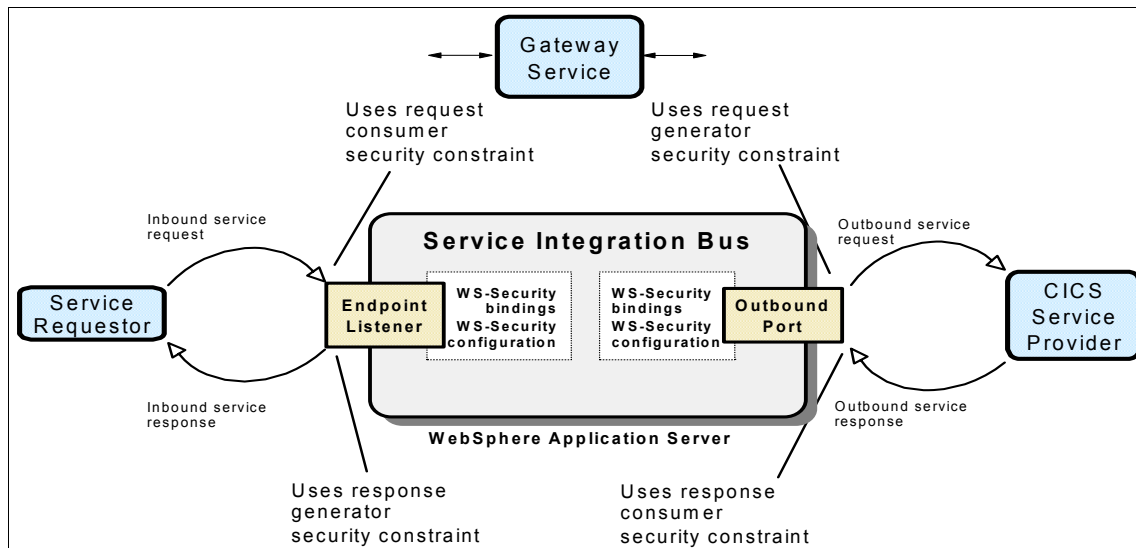 Gateway
Service
Uses request
consumer
security constraint
Uses request
generator
security constraint
Inbound service
request
Service Integration Bus
Outbound service
request
Service
Requestor
Endpoint
Listener
WS-Security
bindings
WS-Security
configuration
WS-Security
bindings
WS-Security
configuration
Outbound
Port
CICS
Service
Provider
Inbound service
response
Outbound service
response
WebSphere Application Server
Uses response
generator
security constraint
Uses response
consumer
security constraint